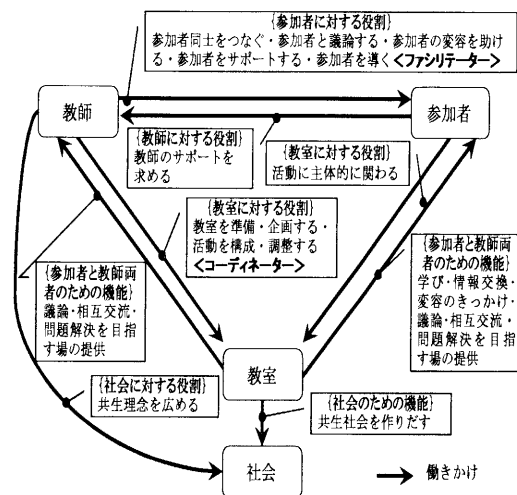 {参加者に対する役割}
参加者同士をつなぐ・参加者と議論する・参加者の変容を助け
る・参加者をサポートする・参加者を導く<ファシリテーター>
教師
参加者
{教師に対する役割}
教師のサポートを
求める
{教室に対する役割}
活動に主体的に関わる
{教室に対する役割}
教室を準備・企画する・
活動を構成・調整する
<コーディネーター>
{参加者と教師両
者のための機能}
議論・相互交流・
問題解決を目指
す場の提供
{参加者と教師両
者のための機能}
学び・情報交換・
変容のきっかけ・
議論・相互交流・
問題解決を目指
す場の提供
教室
{社会に対する役割}
共生理念を広める
{社会のための機能}
共生社会を作りだす
社会
働きかけ